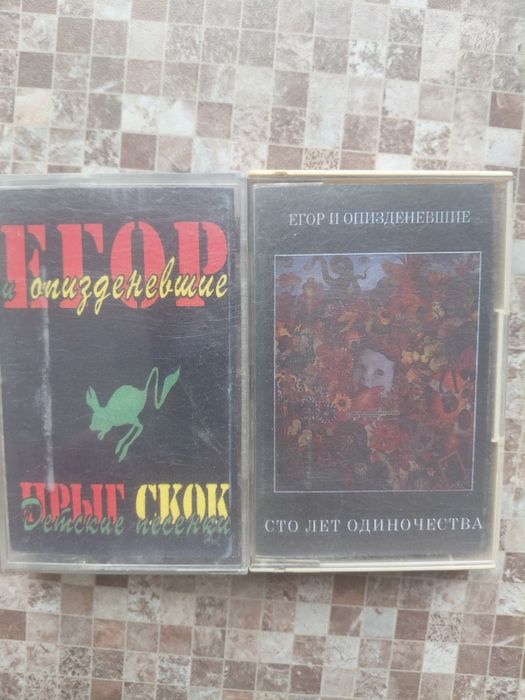 ЕГОР
и опизденевшие
ПРЫГ СКОК
Детские песенки
ЕГОР И ОПИЗДЕНЕВШИЕ
СТО ЛЕТ ОДИНОЧЕСТВА